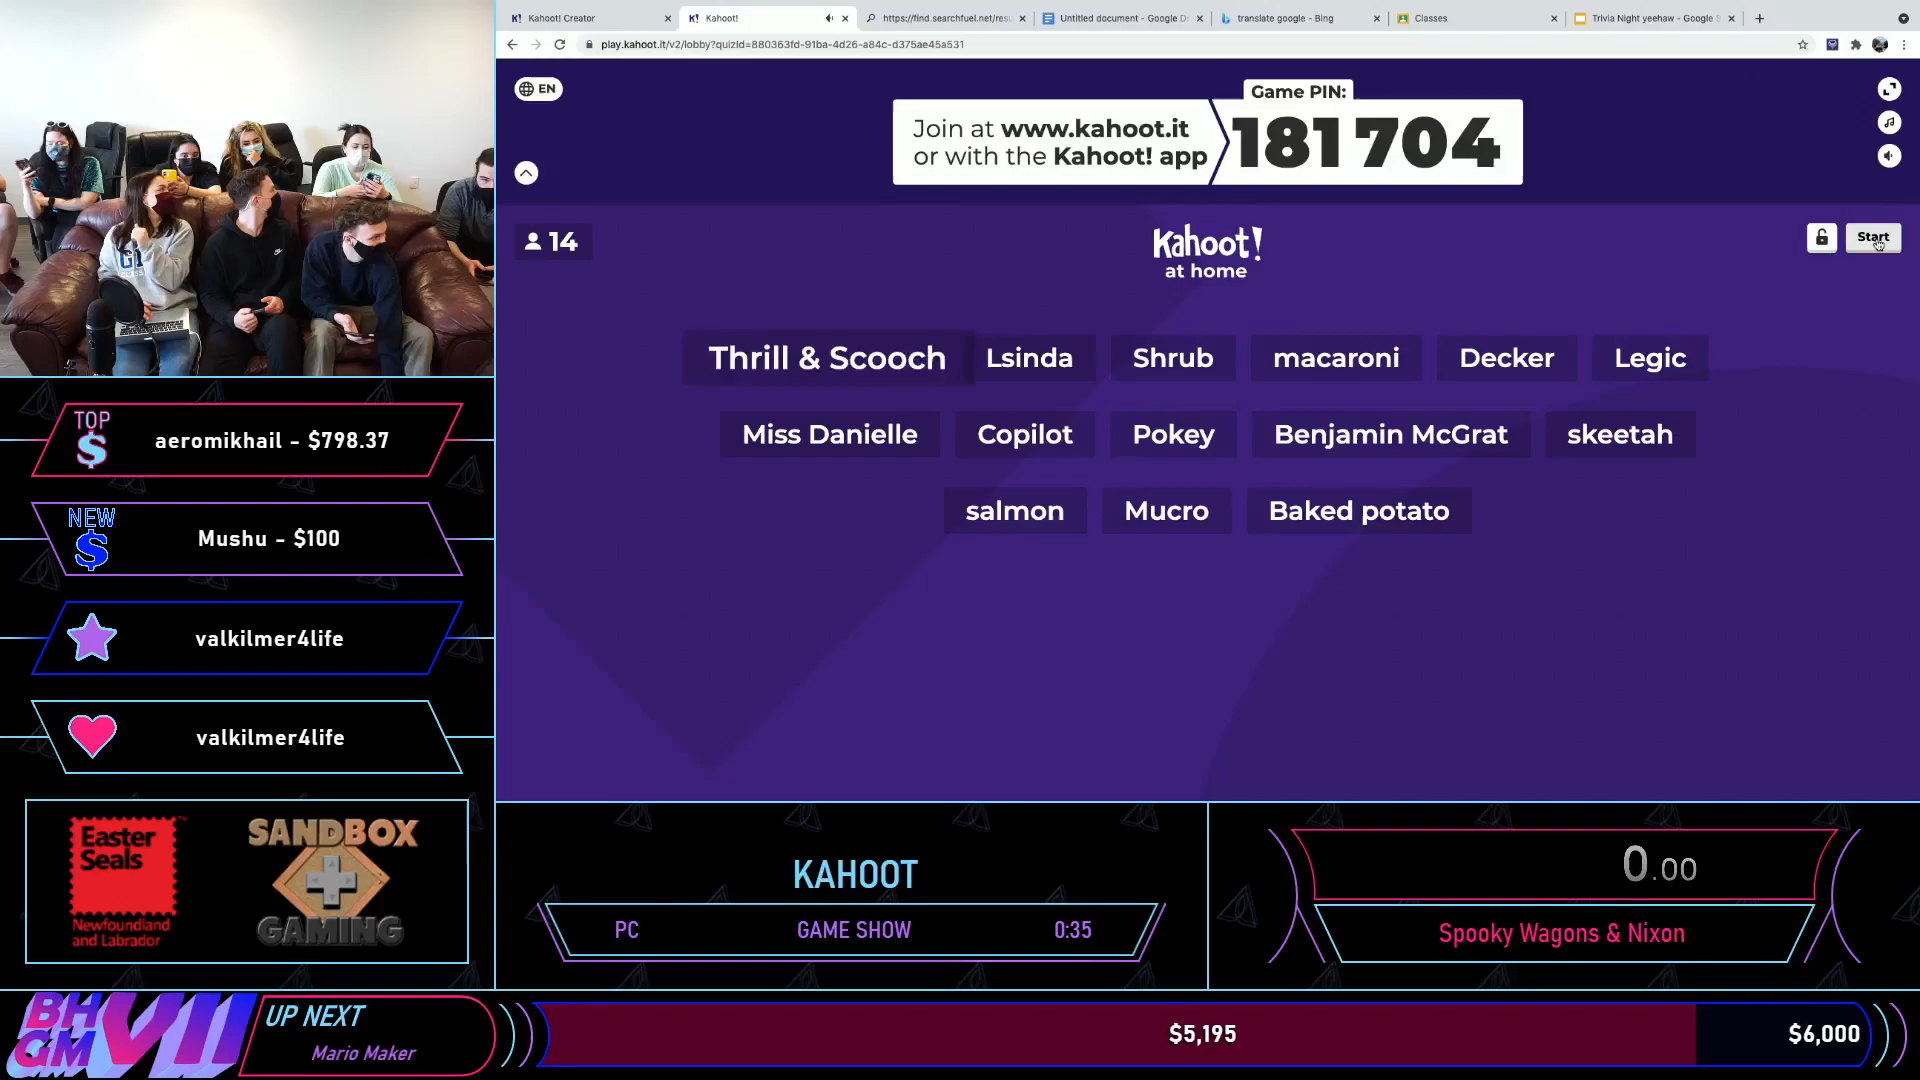 Kahoot! Creator
Kahoot!
https://find.searchfuel.net/res
Untitled document - Google D
translate google - Bing
Classes
Trivia Night yeehaw - Google S
play.kahoot.it/v2/lobby?quizId=880363fd-91ba-4d26-a84c-d375ae45a531
EN
Join at www.kahoot.it
or with the Kahoot! app
Game PIN:
181 704
14
Kahoot!
at home
Start
Thrill & Scooch
Lsinda
Shrub
macaroni
Decker
Legic
Miss Danielle
Copilot
Pokey
Benjamin McGrat
skeetah
salmon
Mucro
Baked potato
TOP
$
aeromikhail - $798.37
NEW
$
Mushu - $100
valkilmer4life
valkilmer4life
Easter
Seals
Newfoundland
and Labrador
SANDBOX
GAMING
KAHOOT
PC
GAME SHOW
0:35
0.00
Spooky Wagons & Nixon
BH
GM
VII
UP NEXT
Mario Maker
$5,195
$6,000